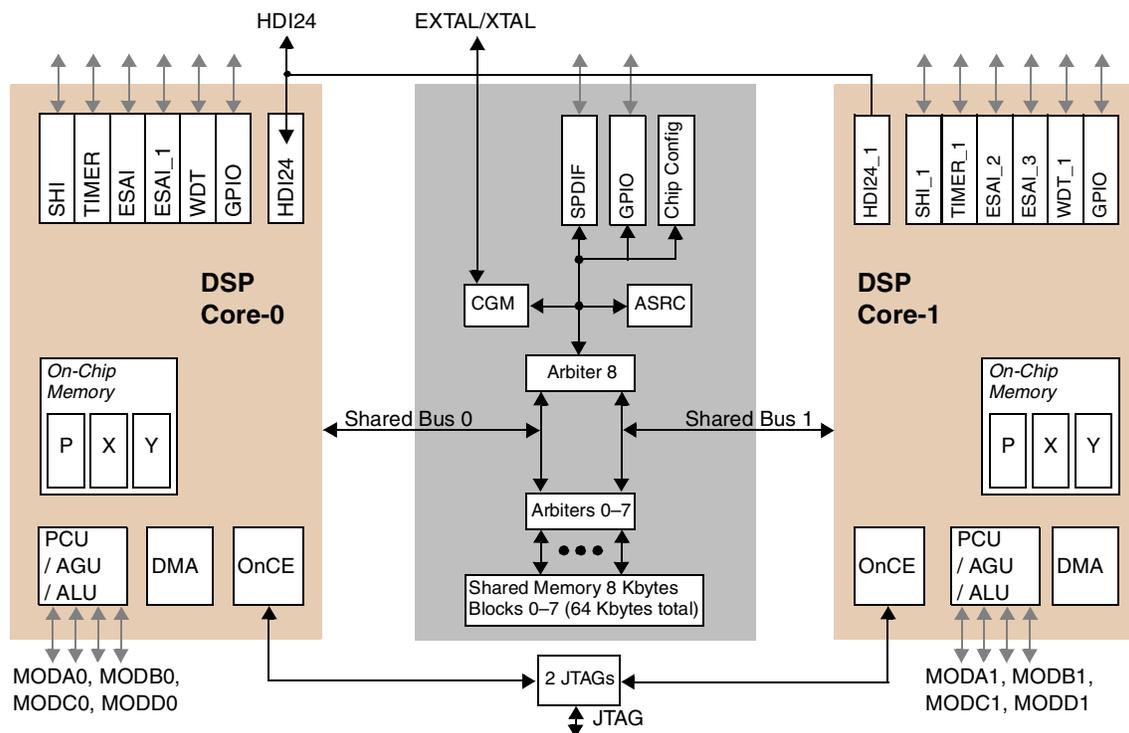 HDI24
EXTAL/XTAL
SHI
TIMER
ESAI
ESAI_1
WDT
GPIO
HDI24
SPDIF
GPIO
Chip Config
HDI24_1
SHI_1
TIMER_1
ESAI_2
ESAI_3
WDT_1
GPIO
DSP
Core-0
CGM
ASRC
DSP
Core-1
On-Chip
Memory
P
X
Y
Arbiter 8
Shared Bus 0
Shared Bus 1
On-Chip
Memory
P
X
Y
Arbiters 0–7
PCU
/ AGU
/ ALU
DMA
OnCE
Shared Memory 8 Kbytes
Blocks 0–7 (64 Kbytes total)
OnCE
PCU
/ AGU
/ ALU
DMA
MODA0, MODB0,
MODC0, MODD0
2 JTAGs
JTAG
MODA1, MODB1,
MODC1, MODD1